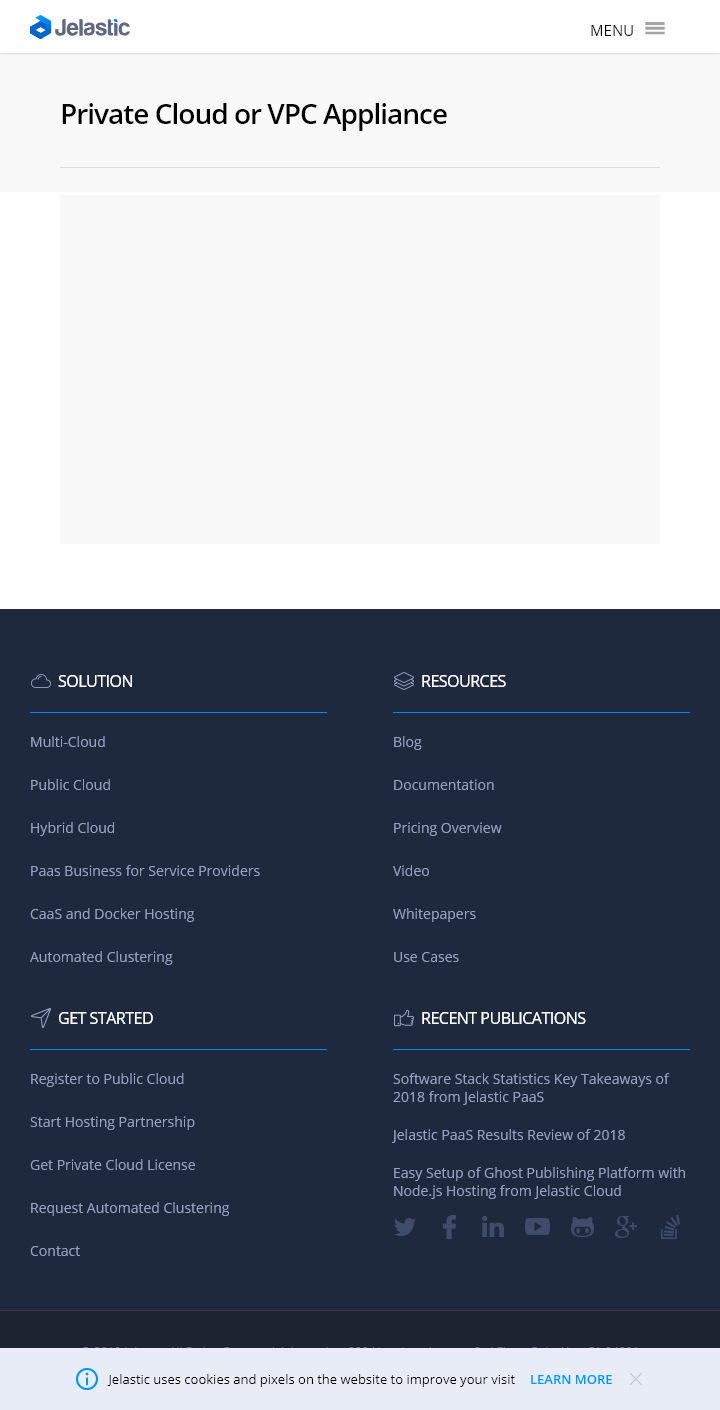 Jelastic
MENU
Private Cloud or VPC Appliance
SOLUTION
Multi-Cloud
Public Cloud
Hybrid Cloud
Paas Business for Service Providers
CaaS and Docker Hosting
Automated Clustering
RESOURCES
Blog
Documentation
Pricing Overview
Video
Whitepapers
Use Cases
GET STARTED
Register to Public Cloud
Start Hosting Partnership
Get Private Cloud License
Request Automated Clustering
Contact
RECENT PUBLICATIONS
Software Stack Statistics Key Takeaways of
2018 from Jelastic PaaS
Jelastic PaaS Results Review of 2018
Easy Setup of Ghost Publishing Platform with
Node.js Hosting from Jelastic Cloud
Jelastic uses cookies and pixels on the website to improve your visit LEARN MORE